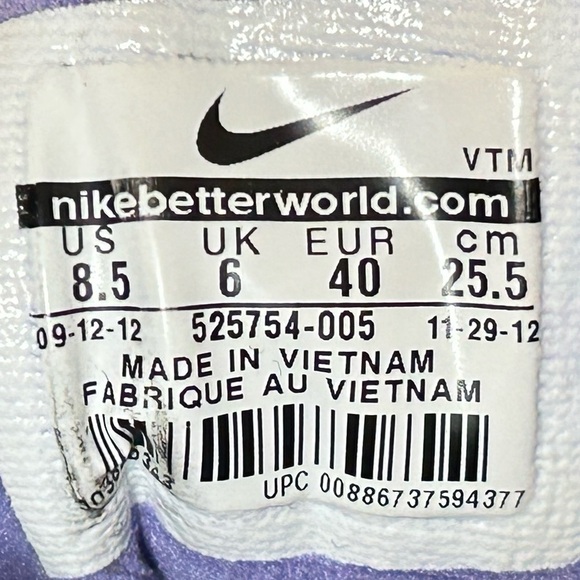 VTM
nikebetterworld.com
US UK EUR cm
8.5 6 40 25.5
09-12-12 525754-005 11-29-12
MADE IN VIETNAM
FABRIQUE AU VIETNAM
UPC 00886737594377